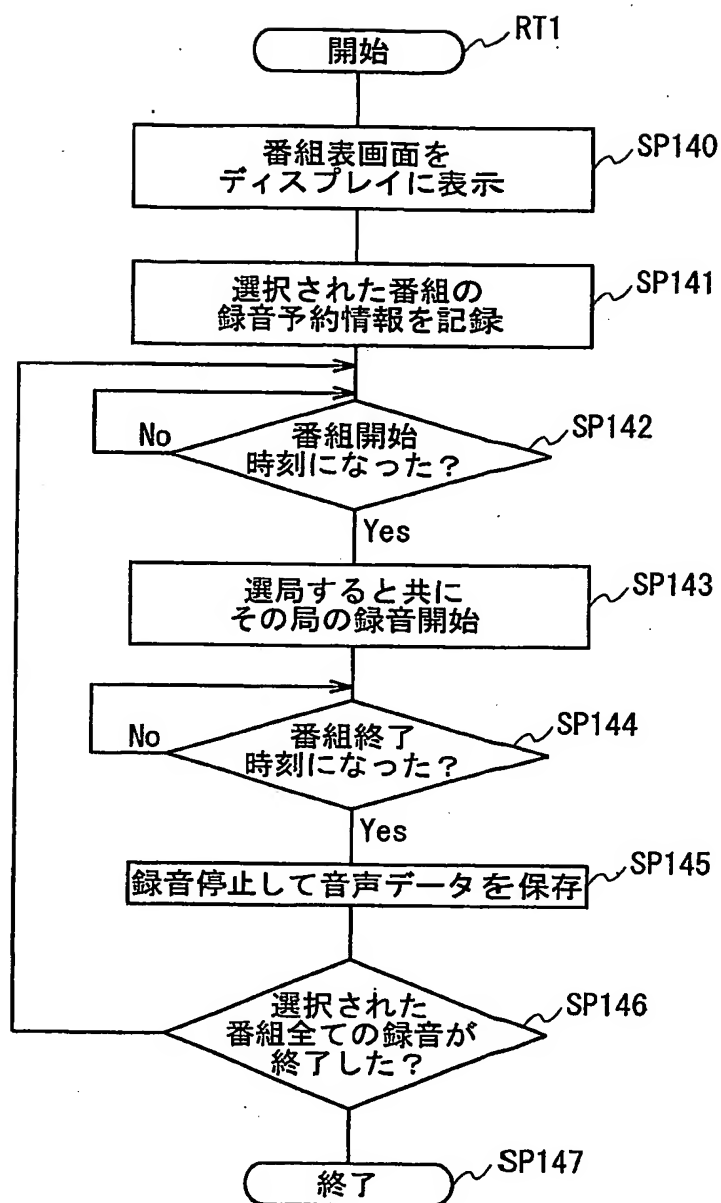 開始
RT1
番組表画面を
ディスプレイに表示
SP140
選択された番組の
録音予約情報を記録
SP141
番組開始
時刻になった？
SP142
No
Yes
選局すると共に
その局の録音開始
SP143
番組終了
時刻になった？
SP144
No
Yes
録音停止して音声データを保存
SP145
選択された
番組全ての録音が
終了した？
SP146
終了
SP147